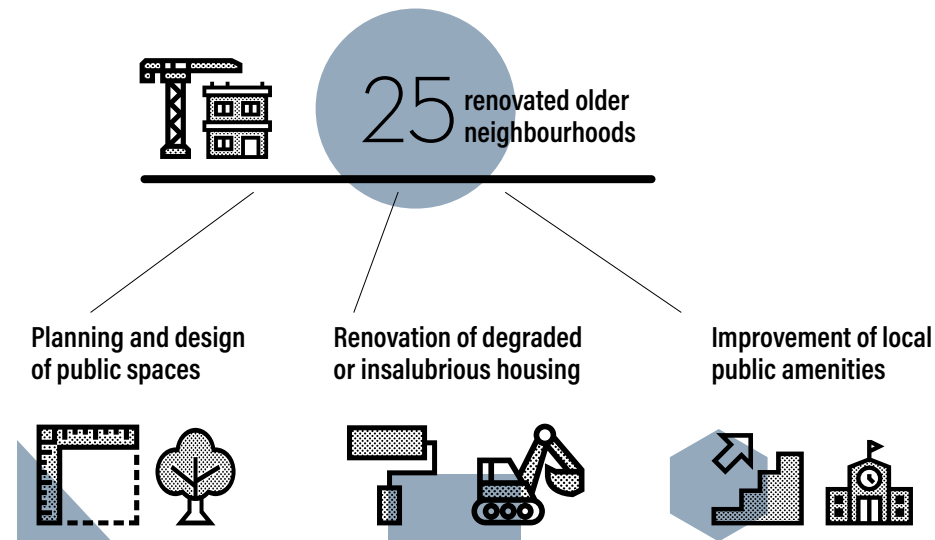 25 renovated older
neighbourhoods
Planning and design
of public spaces
Renovation of degraded
or insalubrious housing
Improvement of local
public amenities